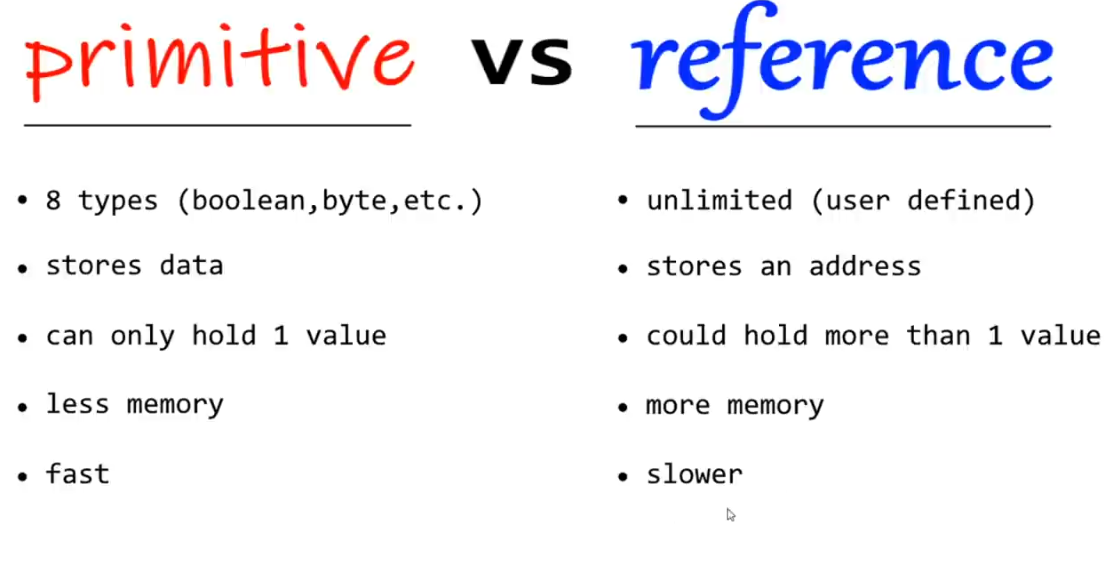 primitive vs reference
• 8 types (boolean,byte,etc.)
• stores data
• can only hold 1 value
• less memory
• fast
• unlimited (user defined)
• stores an address
• could hold more than 1 value
• more memory
• slower